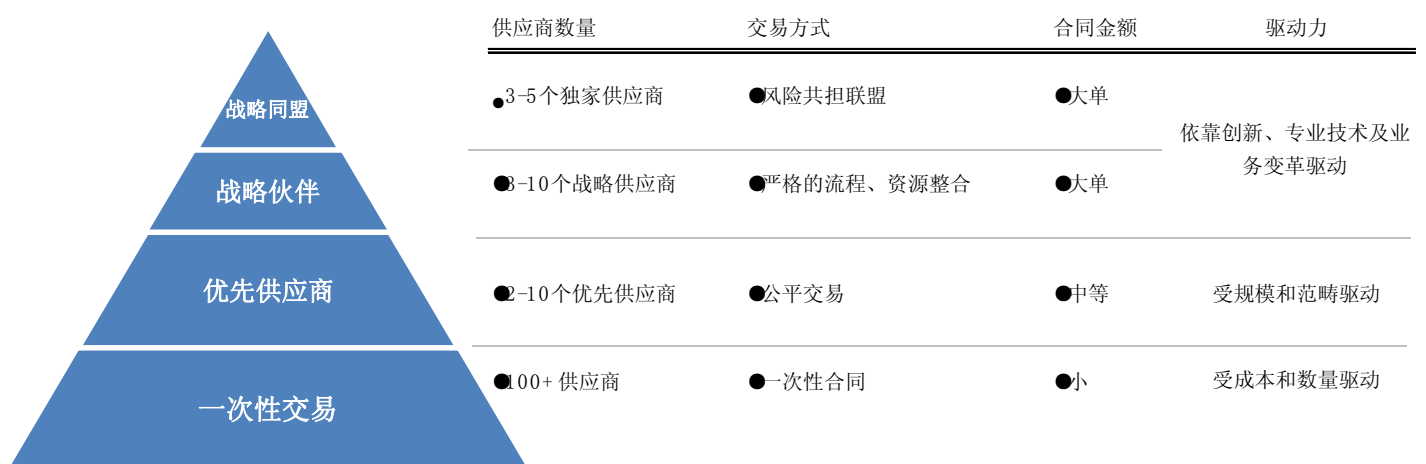 供应商数量 交易方式 合同金额 驱动力
战略同盟 ●3-5个独家供应商 ●风险共担联盟 ●大单
依靠创新、专业技术及业
务变革驱动
战略伙伴 ●3-10个战略供应商 ●严格的流程、资源整合 ●大单
优先供应商 ●2-10个优先供应商 ●公平交易 ●中等 受规模和范畴驱动
一次性交易 ●100+供应商 ●一次性合同 ●小 受成本和数量驱动